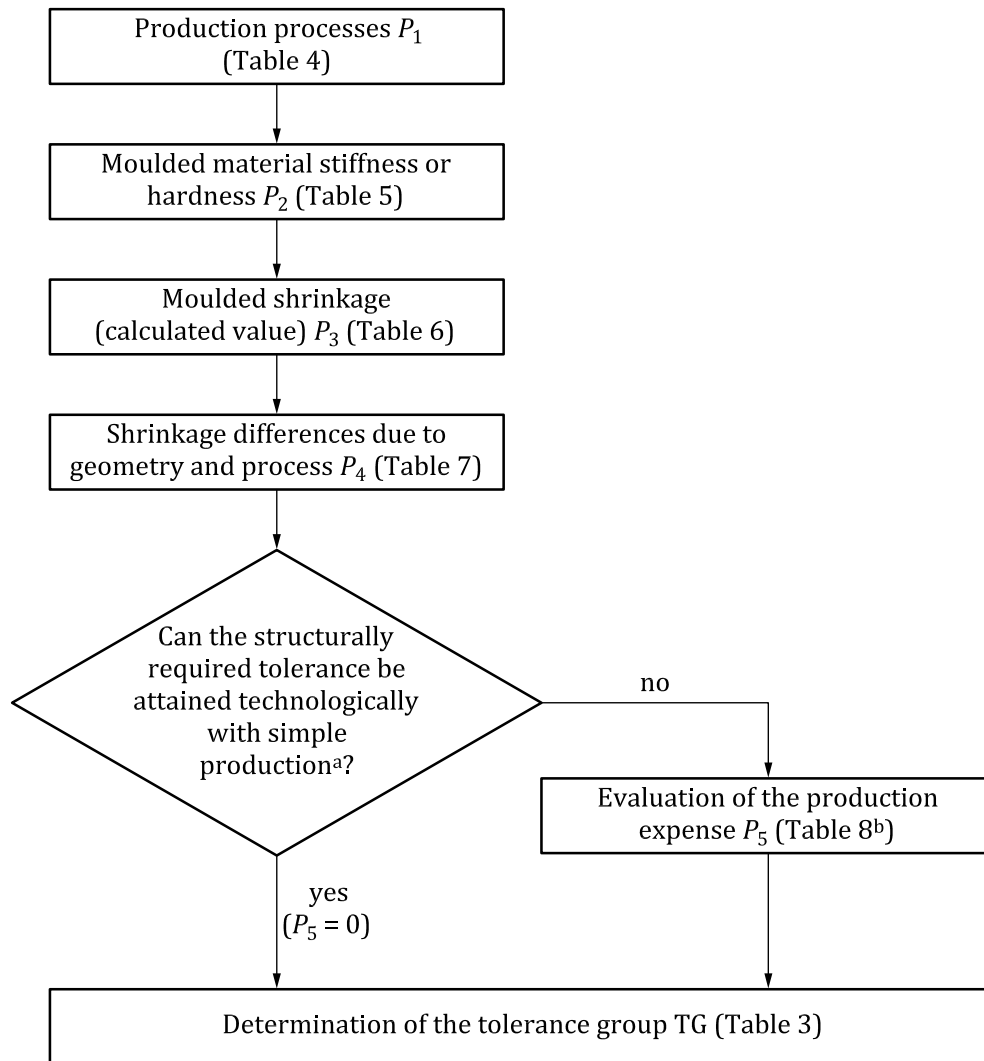 Production processes P₁
(Table 4)
Moulded material stiffness or
hardness P₂ (Table 5)
Moulded shrinkage
(calculated value) P₃ (Table 6)
Shrinkage differences due to
geometry and process P₄ (Table 7)
Can the structurally
required tolerance be
attained technologically
with simple
productionᵃ?
no
Evaluation of the production
expense P₅ (Table 8ᵇ)
yes
(P₅ = 0)
Determination of the tolerance group TG (Table 3)